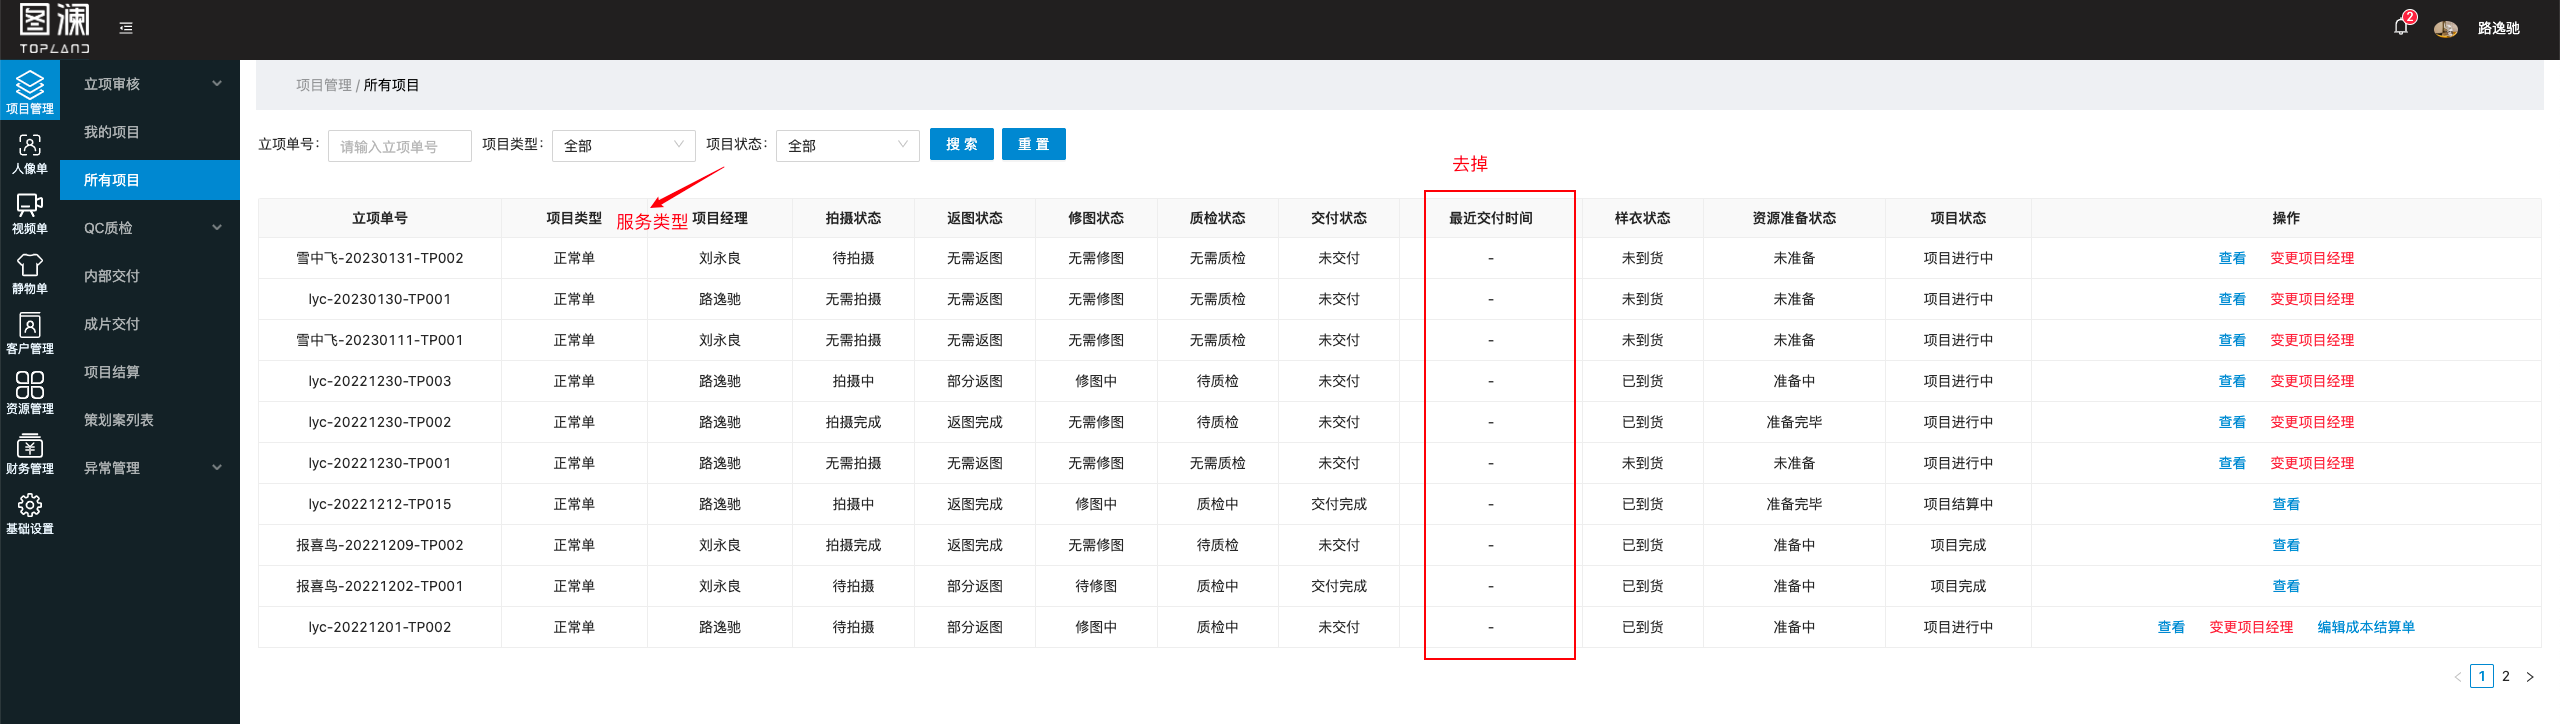 图澜
TOPLAND
2
路逸驰
项目管理
人像单
视频单
静物单
客户管理
资源管理
财务管理
基础设置
立项审核
我的项目
所有项目
QC质检
内部交付
成片交付
项目结算
策划案列表
异常管理
项目管理 / 所有项目
立项单号： 请输入立项单号 项目类型： 全部 项目状态： 全部 搜 索 重 置
去掉
服务类型
立项单号 项目类型 项目经理 拍摄状态 返图状态 修图状态 质检状态 交付状态 最近交付时间 样衣状态 资源准备状态 项目状态 操作
雪中飞-20230131-TP002 正常单 刘永良 待拍摄 无需返图 无需修图 无需质检 未交付 - 未到货 未准备 项目进行中 查看 变更项目经理
lyc-20230130-TP001 正常单 路逸驰 无需拍摄 无需返图 无需修图 无需质检 未交付 - 未到货 未准备 项目进行中 查看 变更项目经理
雪中飞-20230111-TP001 正常单 刘永良 无需拍摄 无需返图 无需修图 无需质检 未交付 - 未到货 未准备 项目进行中 查看 变更项目经理
lyc-20221230-TP003 正常单 路逸驰 拍摄中 部分返图 修图中 待质检 未交付 - 已到货 准备中 项目进行中 查看 变更项目经理
lyc-20221230-TP002 正常单 路逸驰 拍摄完成 返图完成 无需修图 待质检 未交付 - 已到货 准备完毕 项目进行中 查看 变更项目经理
lyc-20221230-TP001 正常单 路逸驰 无需拍摄 无需返图 无需修图 无需质检 未交付 - 未到货 未准备 项目进行中 查看 变更项目经理
lyc-20221212-TP015 正常单 路逸驰 拍摄中 返图完成 修图中 质检中 交付完成 - 已到货 准备完毕 项目结算中 查看
报喜鸟-20221209-TP002 正常单 刘永良 拍摄完成 返图完成 无需修图 待质检 未交付 - 已到货 准备中 项目完成 查看
报喜鸟-20221202-TP001 正常单 刘永良 待拍摄 部分返图 待修图 质检中 交付完成 - 已到货 准备中 项目完成 查看
lyc-20221201-TP002 正常单 路逸驰 待拍摄 部分返图 修图中 质检中 未交付 - 已到货 准备中 项目进行中 查看 变更项目经理 编辑成本结算单
< 1 2 >